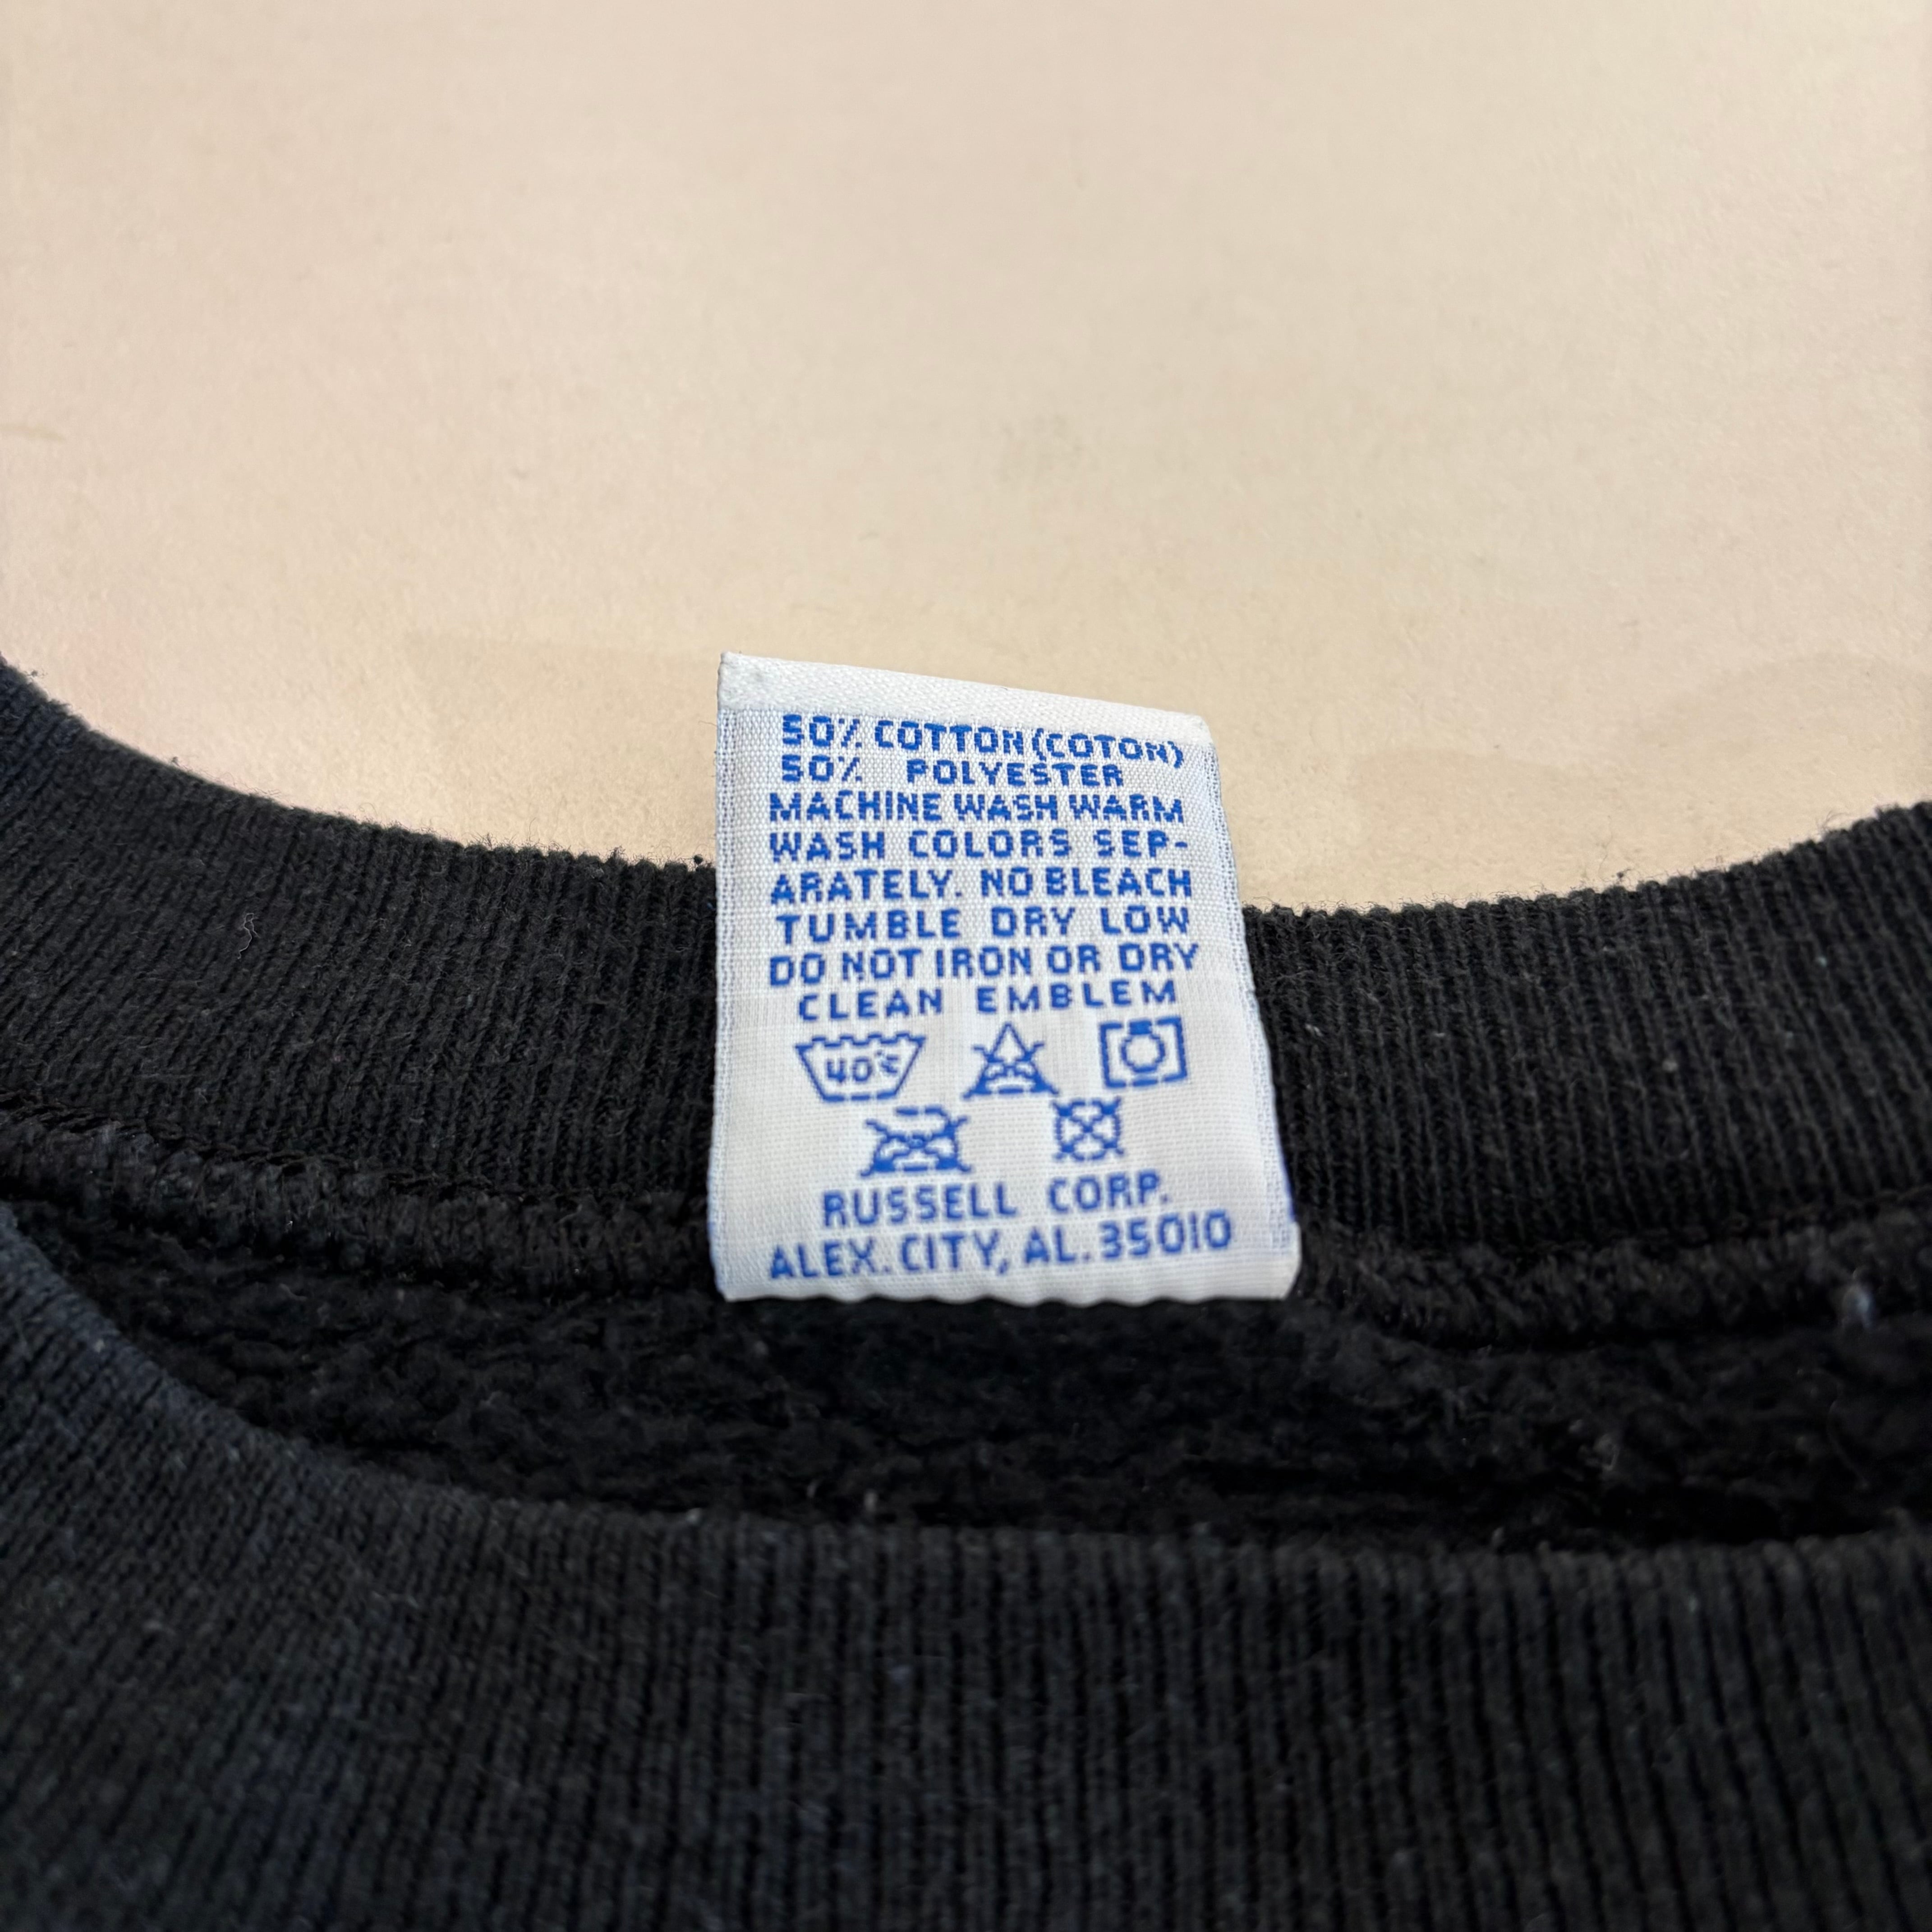 50% COTTON (COTON)
50% POLYESTER
MACHINE WASH WARM
WASH COLORS SEP-
ARATELY. NO BLEACH
TUMBLE DRY LOW
DO NOT IRON OR DRY
CLEAN EMBLEM
40°C
RUSSELL CORP.
ALEX. CITY, AL. 35010